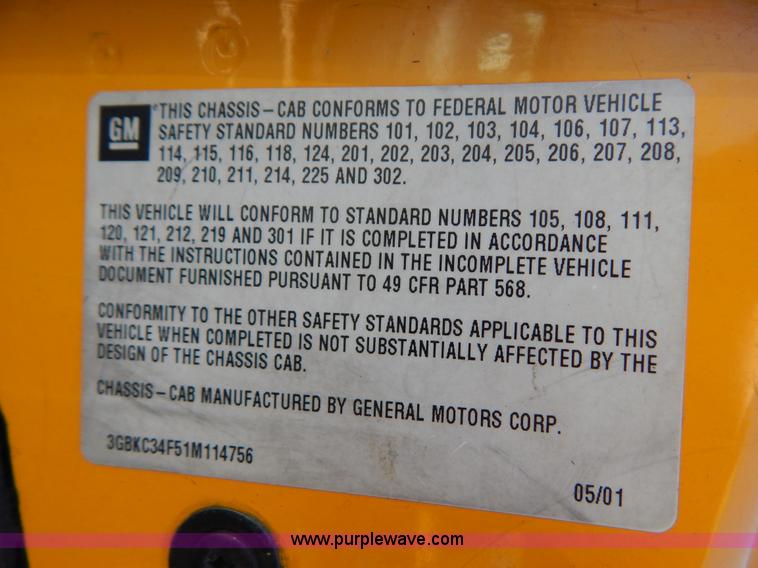 GM
*THIS CHASSIS-CAB CONFORMS TO FEDERAL MOTOR VEHICLE
SAFETY STANDARD NUMBERS 101, 102, 103, 104, 106, 107, 113,
114, 115, 116, 118, 124, 201, 202, 203, 204, 205, 206, 207, 208,
209, 210, 211, 214, 225 AND 302.
THIS VEHICLE WILL CONFORM TO STANDARD NUMBERS 105, 108, 111,
120, 121, 212, 219 AND 301 IF IT IS COMPLETED IN ACCORDANCE
WITH THE INSTRUCTIONS CONTAINED IN THE INCOMPLETE VEHICLE
DOCUMENT FURNISHED PURSUANT TO 49 CFR PART 568.
CONFORMITY TO THE OTHER SAFETY STANDARDS APPLICABLE TO THIS
VEHICLE WHEN COMPLETED IS NOT SUBSTANTIALLY AFFECTED BY THE
DESIGN OF THE CHASSIS CAB.
CHASSIS-CAB MANUFACTURED BY GENERAL MOTORS CORP.
3GBKC34F51M114756
05/01
www.purplewave.com